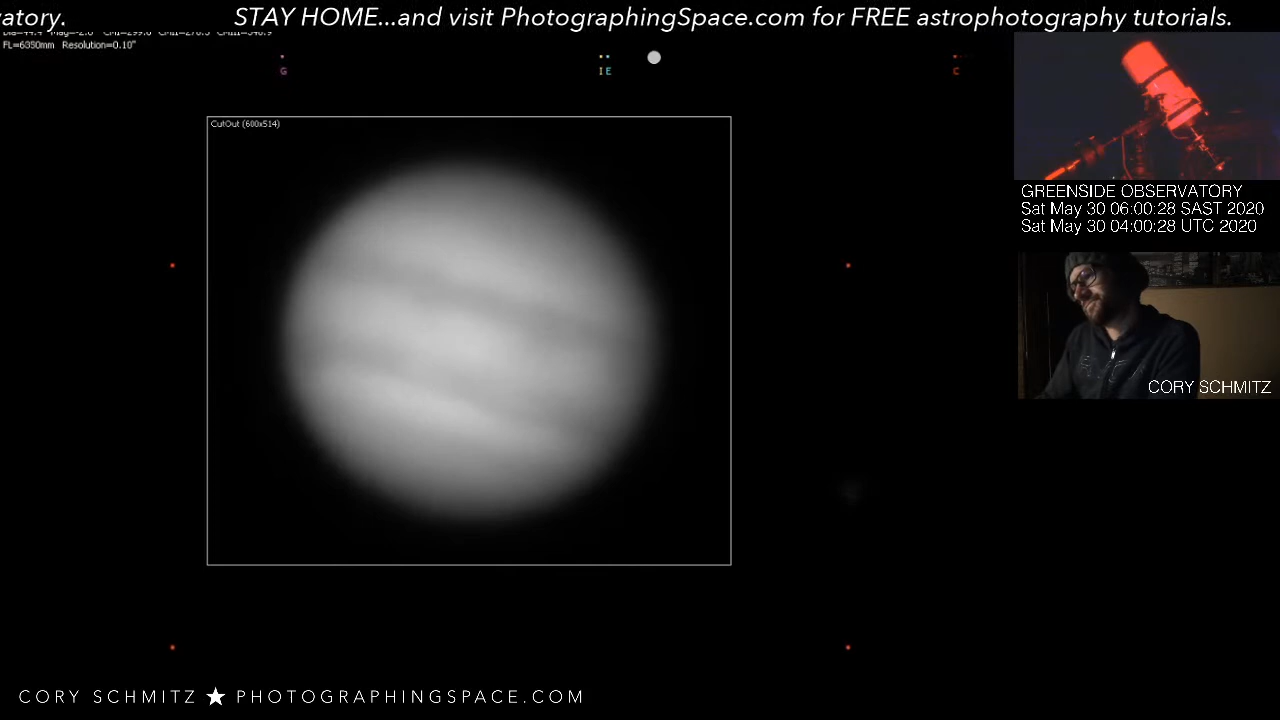 atory. STAY HOME...and visit PhotographingSpace.com for FREE astrophotography tutorials.
FL=6390mm Resolution=0.10"
G
I E
C
CutOut (600x514)
GREENSIDE OBSERVATORY
Sat May 30 06:00:28 SAST 2020
Sat May 30 04:00:28 UTC 2020
CORY SCHMITZ
CORY SCHMITZ ★ PHOTOGRAPHINGSPACE.COM